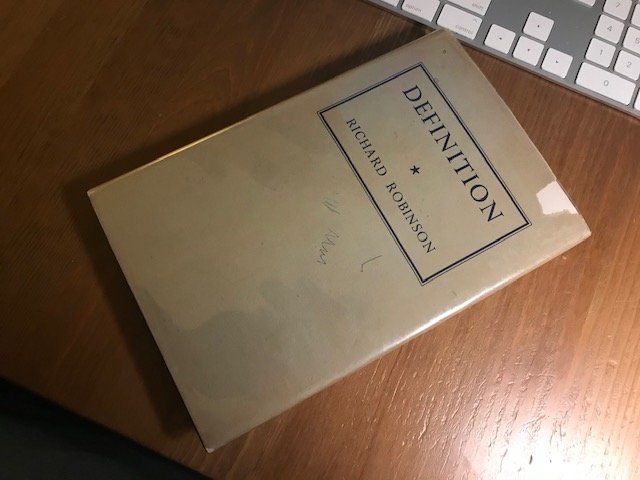 DEFINITION
★
RICHARD ROBINSON